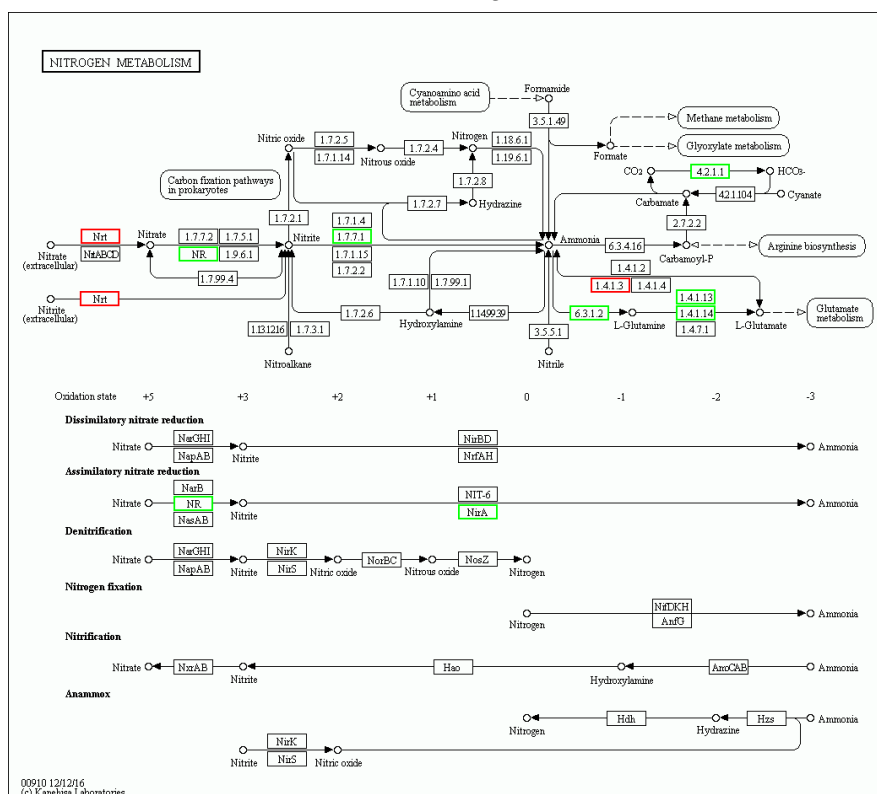 NITROGEN METABOLISM
Cyanoamino acid
metabolism
Formamide
3.5.1.49
Methane metabolism
Glyoxylate metabolism
Formate
Nitric oxide
1.7.2.5
1.7.1.14
Nitrous oxide
1.7.2.4
Nitrogen
1.18.6.1
1.19.6.1
Carbon fixation pathways
in prokaryotes
1.7.2.8
Hydrazine
1.7.2.7
1.7.2.1
CO2
4.2.1.1
HCO3-
Carbamate
4.2.1.104
Cyanate
2.7.2.2
Nrt
NrtABCD
Nitrate
(extracellular)
Nitrate
1.7.7.2
1.7.5.1
NR
1.9.6.1
1.7.99.4
Nitrite
1.7.1.4
1.7.7.1
1.7.1.15
1.7.2.2
Ammonia
6.3.4.16
Carbamoyl-P
Arginine biosynthesis
Nrt
Nitrite
(extracellular)
1.7.1.10
1.7.99.1
1.4.1.2
1.4.1.3
1.4.1.4
1.7.2.6
Hydroxylamine
1.14.99.39
6.3.1.2
L-Glutamine
1.4.1.13
1.4.1.14
1.4.7.1
L-Glutamate
Glutamate
metabolism
1.13.12.16
1.7.3.1
3.5.5.1
Nitroalkane
Nitrile
Oxidation state +5 +3 +2 +1 0 -1 -2 -3
Dissimilatory nitrate reduction
NarGHI NirBD
Nitrate Ammonia
NapAB Nitrite NrfAH
Assimilatory nitrate reduction
NarB NIT-6
Nitrate NR Ammonia
NasAB Nitrite NirA
Denitrification
NarGHI NirK
Nitrate NorBC NosZ
NapAB Nitrite NirS Nitric oxide Nitrous oxide Nitrogen
Nitrogen fixation
NifDKH
Ammonia
Nitrogen AnfG
Nitrification
Nitrate NxrAB Hao AmoCAB Ammonia
Nitrite Hydroxylamine
Anammox
Hdh Hzs Ammonia
Nitrogen Hydrazine
NirK
Nitrite NirS Nitric oxide
00910 12/12/16
(c) Kanehisa Laboratories